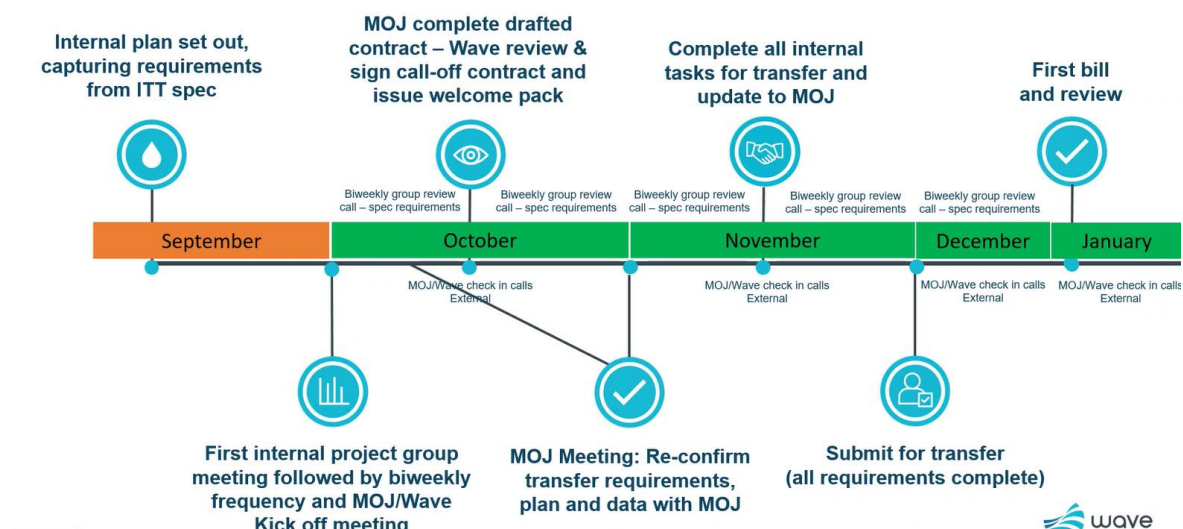 Internal plan set out,
capturing requirements
from ITT spec
MOJ complete drafted
contract – Wave review &
sign call-off contract and
issue welcome pack
Complete all internal
tasks for transfer and
update to MOJ
First bill
and review
Biweekly group review
call – spec requirements
Biweekly group review
call – spec requirements
Biweekly group review
call – spec requirements
Biweekly group review
call – spec requirements
Biweekly group review
call – spec requirements
September
October
November
December
January
MOJ/Wave check in calls
External
MOJ/Wave check in calls
External
MOJ/Wave check in calls
External
MOJ/Wave check in calls
External
First internal project group
meeting followed by biweekly
frequency and MOJ/Wave
Kick off meeting
MOJ Meeting: Re-confirm
transfer requirements,
plan and data with MOJ
Submit for transfer
(all requirements complete)
wave